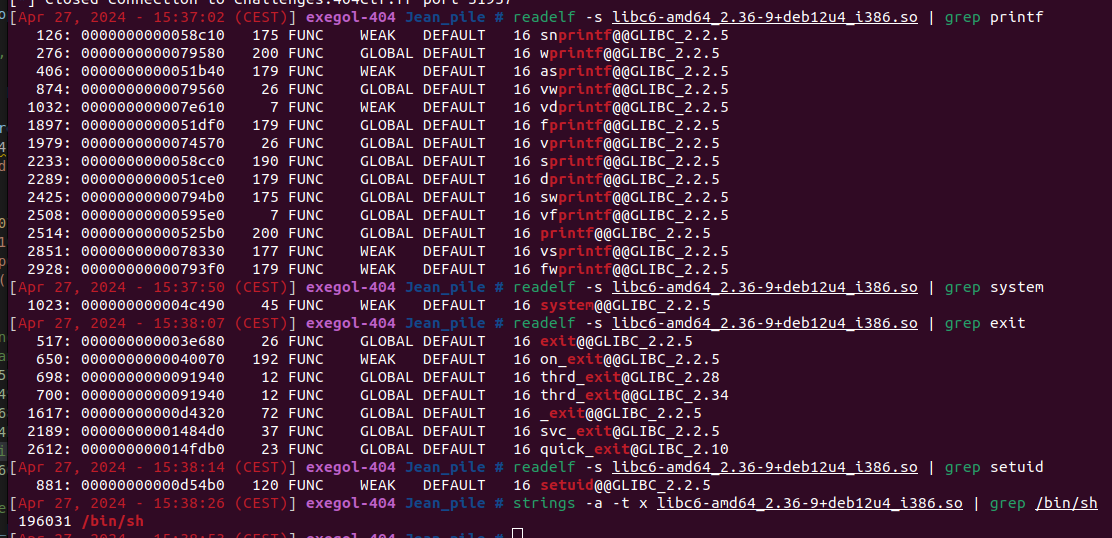 [Apr 27, 2024 - 15:37:02 (CEST)] exegol-404 Jean_pile # readelf -s libc6-amd64_2.36-9+deb12u4_i386.so | grep printf
126: 0000000000058c10 175 FUNC WEAK DEFAULT 16 snprintf@@GLIBC_2.2.5
276: 0000000000079580 200 FUNC GLOBAL DEFAULT 16 wprintf@@GLIBC_2.2.5
406: 0000000000051b40 179 FUNC WEAK DEFAULT 16 asprintf@@GLIBC_2.2.5
874: 0000000000079560 26 FUNC GLOBAL DEFAULT 16 vwprintf@@GLIBC_2.2.5
1032: 000000000007e610 7 FUNC WEAK DEFAULT 16 vdprintf@@GLIBC_2.2.5
1897: 0000000000051df0 179 FUNC GLOBAL DEFAULT 16 fprintf@@GLIBC_2.2.5
1979: 0000000000074570 26 FUNC GLOBAL DEFAULT 16 vprintf@@GLIBC_2.2.5
2233: 0000000000058cc0 190 FUNC GLOBAL DEFAULT 16 sprintf@@GLIBC_2.2.5
2289: 0000000000051ce0 179 FUNC GLOBAL DEFAULT 16 dprintf@@GLIBC_2.2.5
2425: 00000000000794b0 175 FUNC GLOBAL DEFAULT 16 swprintf@@GLIBC_2.2.5
2508: 00000000000595e0 7 FUNC GLOBAL DEFAULT 16 vfprintf@@GLIBC_2.2.5
2514: 00000000000525b0 200 FUNC GLOBAL DEFAULT 16 printf@@GLIBC_2.2.5
2851: 0000000000078330 177 FUNC WEAK DEFAULT 16 vsprintf@@GLIBC_2.2.5
2928: 00000000000793f0 179 FUNC WEAK DEFAULT 16 fwprintf@@GLIBC_2.2.5
[Apr 27, 2024 - 15:37:50 (CEST)] exegol-404 Jean_pile # readelf -s libc6-amd64_2.36-9+deb12u4_i386.so | grep system
1023: 000000000004c490 45 FUNC WEAK DEFAULT 16 system@@GLIBC_2.2.5
[Apr 27, 2024 - 15:38:07 (CEST)] exegol-404 Jean_pile # readelf -s libc6-amd64_2.36-9+deb12u4_i386.so | grep exit
517: 000000000003e680 26 FUNC GLOBAL DEFAULT 16 exit@@GLIBC_2.2.5
650: 0000000000040070 192 FUNC WEAK DEFAULT 16 on_exit@@GLIBC_2.2.5
698: 0000000000091940 12 FUNC GLOBAL DEFAULT 16 thrd_exit@GLIBC_2.28
700: 0000000000091940 12 FUNC GLOBAL DEFAULT 16 thrd_exit@@GLIBC_2.34
1617: 00000000000d4320 72 FUNC GLOBAL DEFAULT 16 _exit@@GLIBC_2.2.5
2189: 00000000001484d0 37 FUNC GLOBAL DEFAULT 16 svc_exit@GLIBC_2.2.5
2612: 000000000014fdb0 23 FUNC GLOBAL DEFAULT 16 quick_exit@GLIBC_2.10
[Apr 27, 2024 - 15:38:14 (CEST)] exegol-404 Jean_pile # readelf -s libc6-amd64_2.36-9+deb12u4_i386.so | grep setuid
881: 00000000000d54b0 120 FUNC WEAK DEFAULT 16 setuid@@GLIBC_2.2.5
[Apr 27, 2024 - 15:38:26 (CEST)] exegol-404 Jean_pile # strings -a -t x libc6-amd64_2.36-9+deb12u4_i386.so | grep /bin/sh
196031 /bin/sh